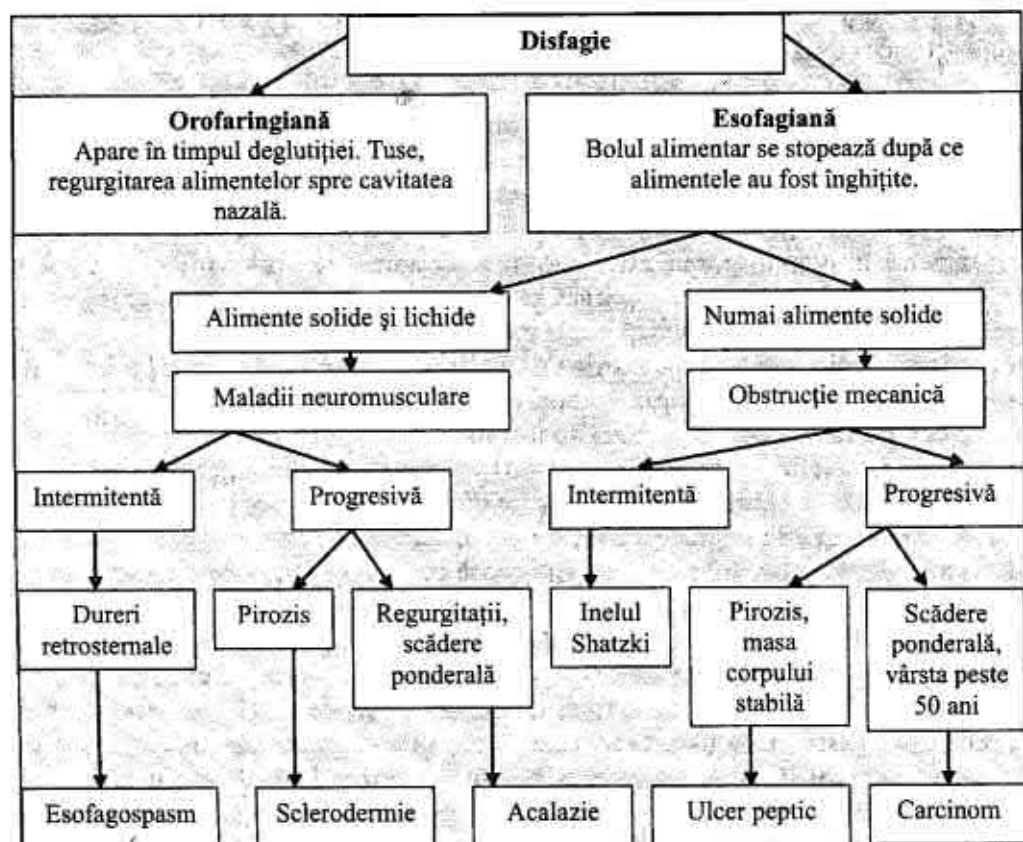 Disfagie
Orofaringiană
Apare în timpul deglutiției. Tuse,
regurgitarea alimentelor spre cavitatea
nazală.
Esofagiană
Bolul alimentar se stopează după ce
alimentele au fost înghițite.
Alimente solide și lichide
Numai alimente solide
Maladii neuromusculare
Obstrucție mecanică
Intermitentă
Progresivă
Intermitentă
Progresivă
Dureri
retrosternale
Pirozis
Regurgitații,
scădere
ponderală
Inelul
Shatzki
Pirozis,
masa
corpului
stabilă
Scădere
ponderală,
vârsta peste
50 ani
Esofagospasm
Sclerodermie
Acalazie
Ulcer peptic
Carcinom